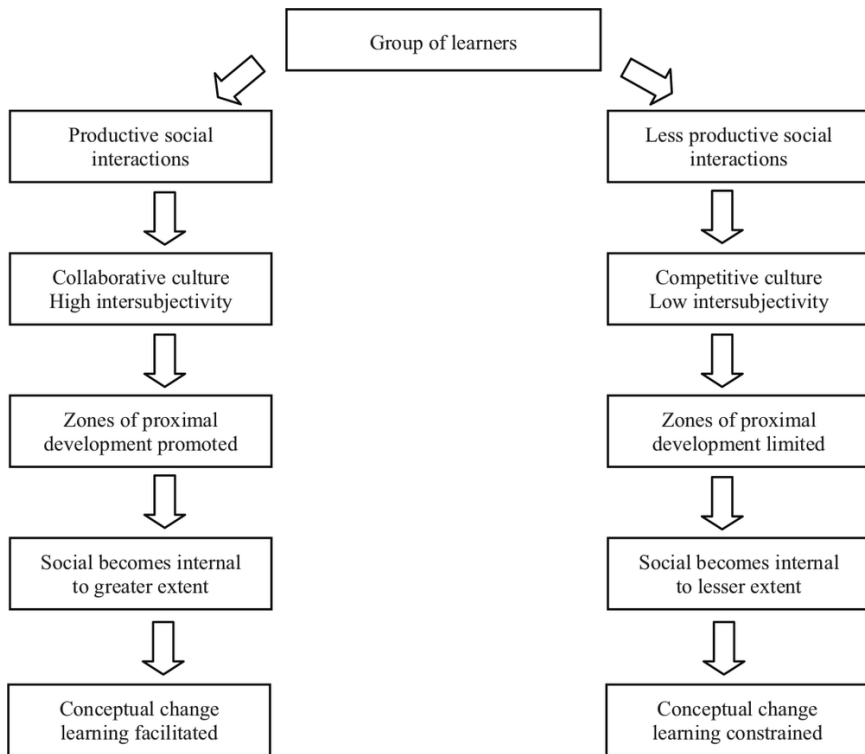 Group of learners
Productive social
interactions
Less productive social
interactions
Collaborative culture
High intersubjectivity
Competitive culture
Low intersubjectivity
Zones of proximal
development promoted
Zones of proximal
development limited
Social becomes internal
to greater extent
Social becomes internal
to lesser extent
Conceptual change
learning facilitated
Conceptual change
learning constrained